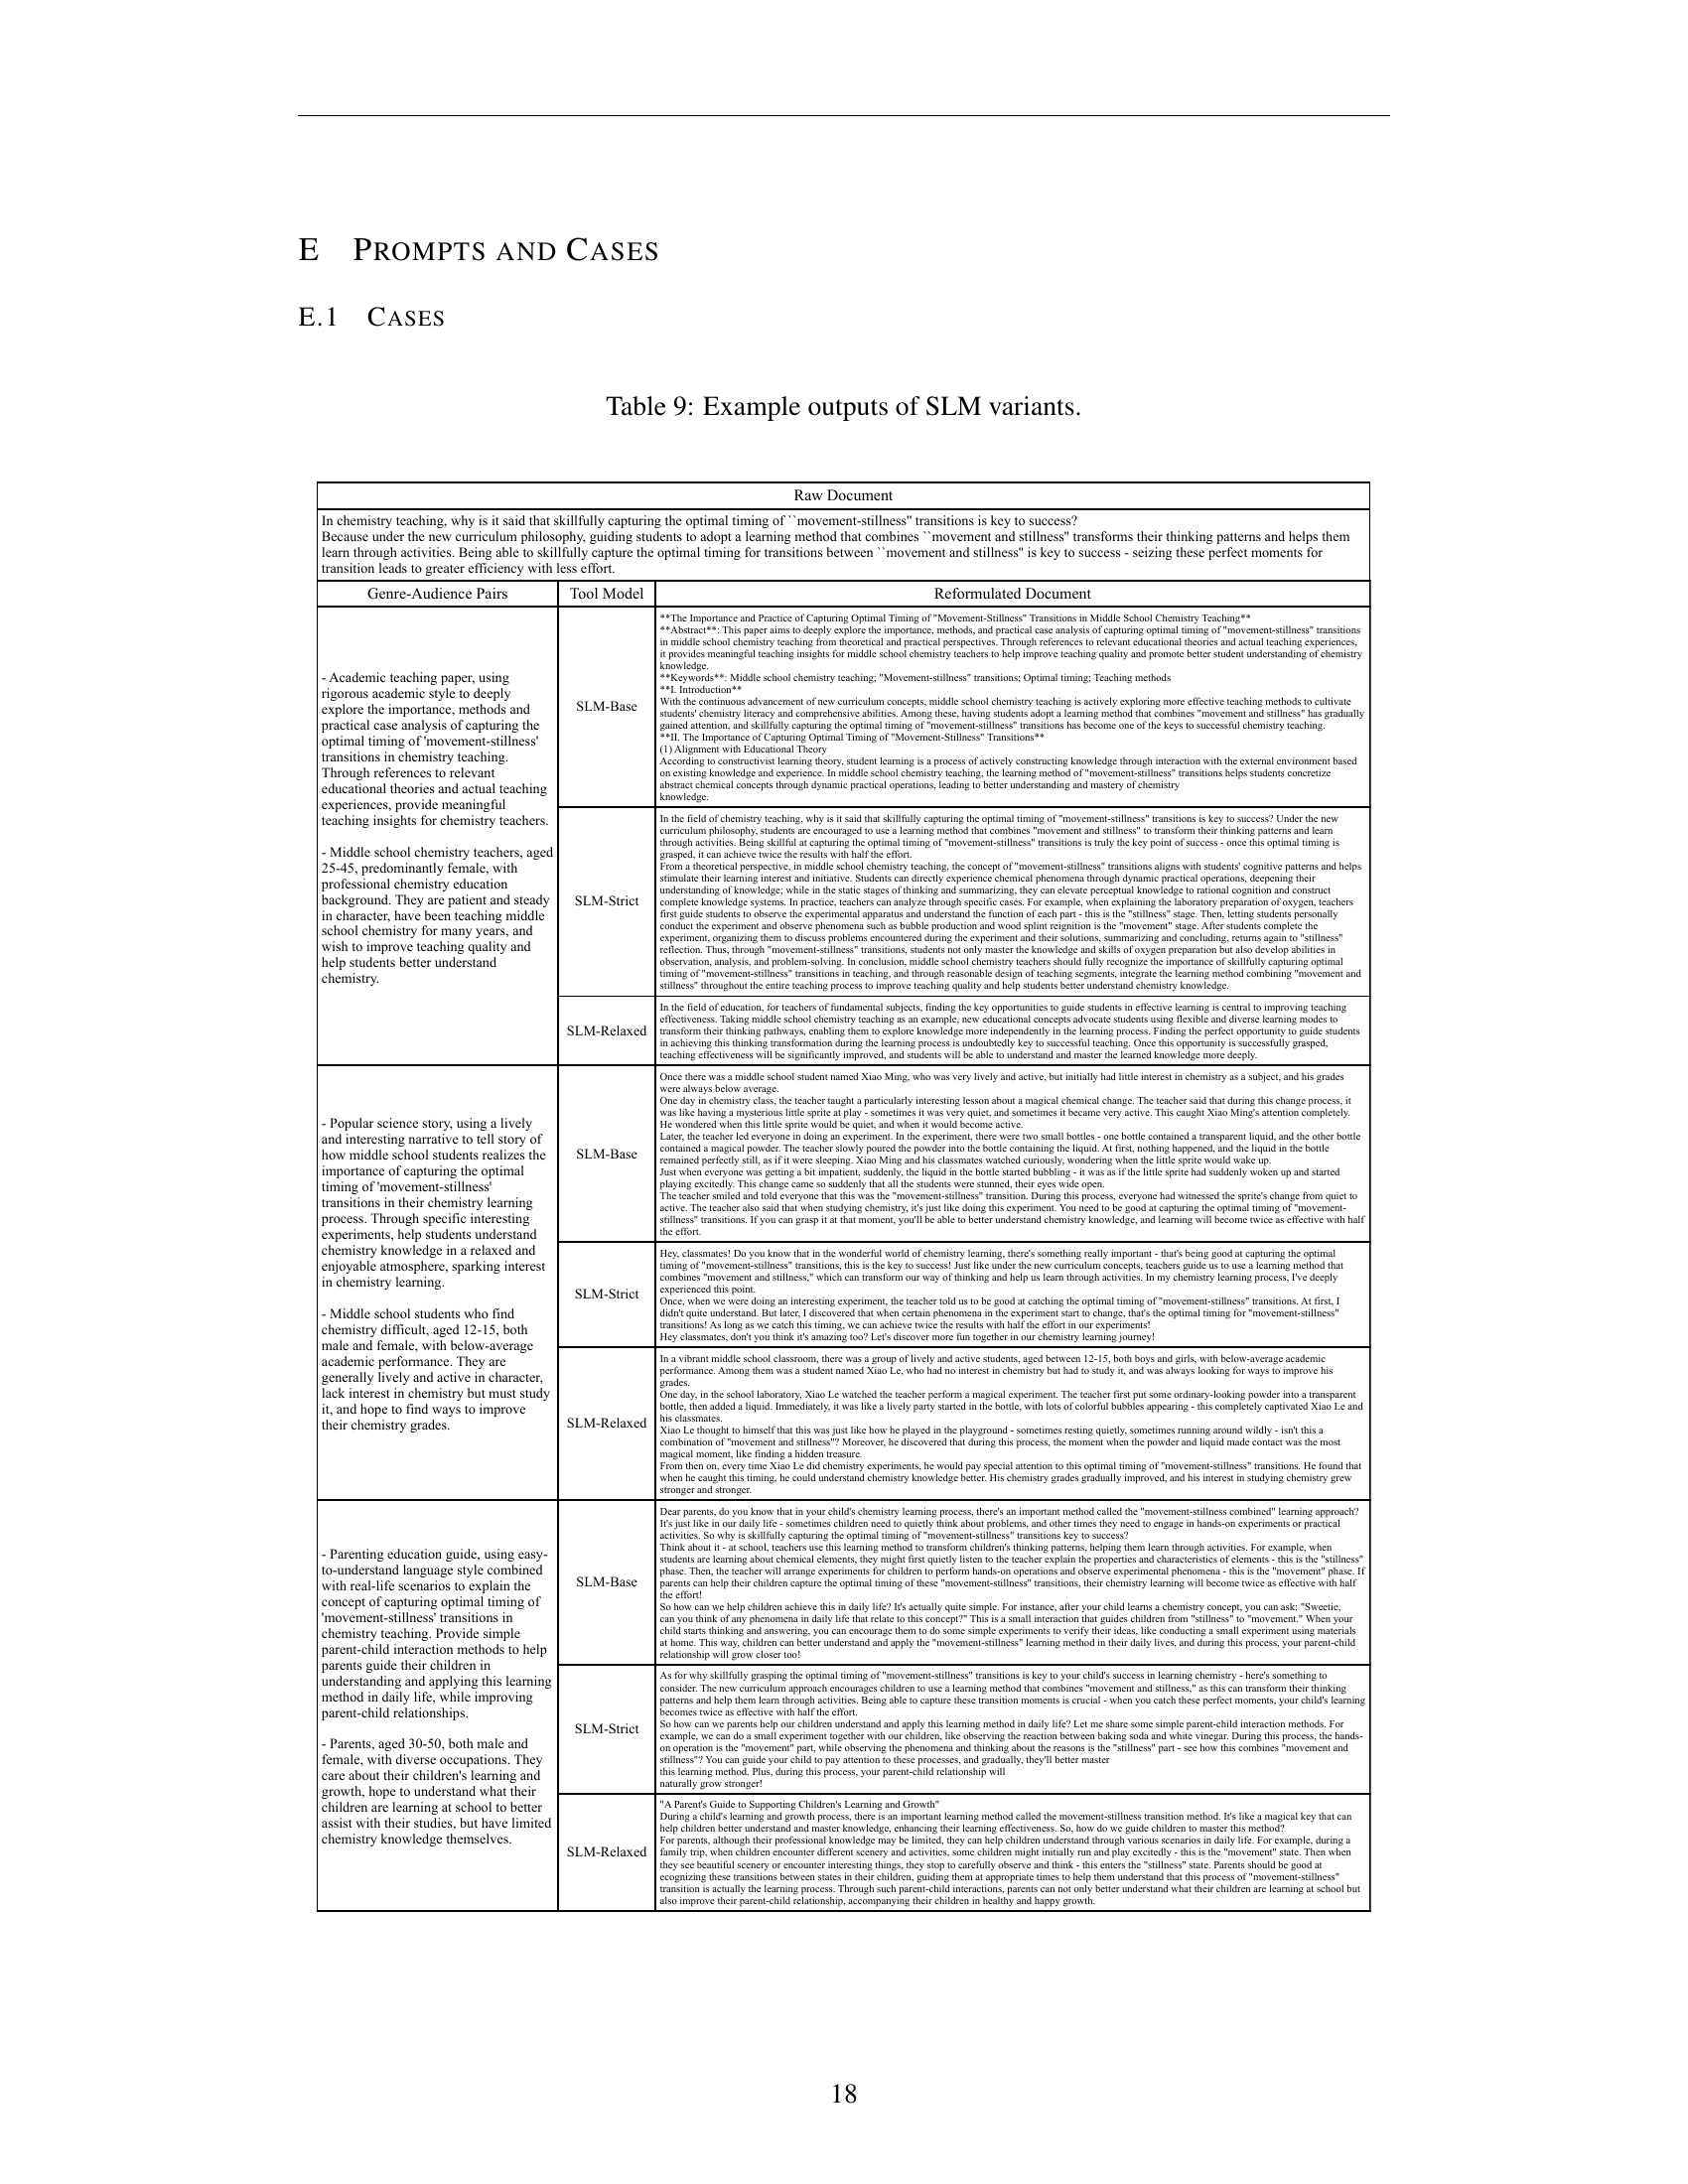 E PROMPTS AND CASES
E.1 CASES
Table 9: Example outputs of SLM variants.
Raw Document
In chemistry teaching, why is it said that skillfully capturing the optimal timing of ``movement-stillness" transitions is key to success?
Because under the new curriculum philosophy, guiding students to adopt a learning method that combines ``movement and stillness" transforms their thinking patterns and helps them
learn through activities. Being able to skillfully capture the optimal timing for transitions between ``movement and stillness" is key to success - seizing these perfect moments for
transition leads to greater efficiency with less effort.
Genre-Audience Pairs
Tool Model
Reformulated Document
- Academic teaching paper, using
rigorous academic style to deeply
explore the importance, methods and
practical case analysis of capturing the
optimal timing of 'movement-stillness'
transitions in chemistry teaching.
Through references to relevant
educational theories and actual teaching
experiences, provide meaningful
teaching insights for chemistry teachers.
- Middle school chemistry teachers, aged
25-45, predominantly female, with
professional chemistry education
background. They are patient and steady
in character, have been teaching middle
school chemistry for many years, and
wish to improve teaching quality and
help students better understand
chemistry.
SLM-Base
**The Importance and Practice of Capturing Optimal Timing of "Movement-Stillness" Transitions in Middle School Chemistry Teaching**
**Abstract**: This paper aims to deeply explore the importance, methods, and practical case analysis of capturing optimal timing of "movement-stillness" transitions
in middle school chemistry teaching from theoretical and practical perspectives. Through references to relevant educational theories and actual teaching experiences,
it provides meaningful teaching insights for middle school chemistry teachers to help improve teaching quality and promote better student understanding of chemistry
knowledge.
**Keywords**: Middle school chemistry teaching; "Movement-stillness" transitions; Optimal timing; Teaching methods
**I. Introduction**
With the continuous advancement of new curriculum concepts, middle school chemistry teaching is actively exploring more effective teaching methods to cultivate
students' chemistry literacy and comprehensive abilities. Among these, having students adopt a learning method that combines "movement and stillness" has gradually
gained attention, and skillfully capturing the optimal timing of "movement-stillness" transitions has become one of the keys to successful chemistry teaching.
**II. The Importance of Capturing Optimal Timing of "Movement-Stillness" Transitions**
(1) Alignment with Educational Theory
According to constructivist learning theory, student learning is a process of actively constructing knowledge through interaction with the external environment based
on existing knowledge and experience. In middle school chemistry teaching, the learning method of "movement-stillness" transitions helps students concretize
abstract chemical concepts through dynamic practical operations, leading to better understanding and mastery of chemistry
knowledge.
SLM-Strict
In the field of chemistry teaching, why is it said that skillfully capturing the optimal timing of "movement-stillness" transitions is key to success? Under the new
curriculum philosophy, students are encouraged to use a learning method that combines "movement and stillness" to transform their thinking patterns and learn
through activities. Being skillful at capturing the optimal timing of "movement-stillness" transitions is truly the key point of success - once this optimal timing is
grasped, it can achieve twice the results with half the effort.
From a theoretical perspective, in middle school chemistry teaching, the concept of "movement-stillness" transitions aligns with students' cognitive patterns and helps
stimulate their learning interest and initiative. Students can directly experience chemical phenomena through dynamic practical operations, deepening their
understanding of knowledge; while in the static stages of thinking and summarizing, they can elevate perceptual knowledge to rational cognition and construct
complete knowledge systems. In practice, teachers can analyze through specific cases. For example, when explaining the laboratory preparation of oxygen, teachers
first guide students to observe the experimental apparatus and understand the function of each part - this is the "stillness" stage. Then, letting students personally
conduct the experiment and observe phenomena such as bubble production and wood splint reignition is the "movement" stage. After students complete the
experiment, organizing them to discuss problems encountered during the experiment and their solutions, summarizing and concluding, returns again to "stillness"
reflection. Thus, through "movement-stillness" transitions, students not only master the knowledge and skills of oxygen preparation but also develop abilities in
observation, analysis, and problem-solving. In conclusion, middle school chemistry teachers should fully recognize the importance of skillfully capturing optimal
timing of "movement-stillness" transitions in teaching, and through reasonable design of teaching segments, integrate the learning method combining "movement and
stillness" throughout the entire teaching process to improve teaching quality and help students better understand chemistry knowledge.
SLM-Relaxed
In the field of education, for teachers of fundamental subjects, finding the key opportunities to guide students in effective learning is central to improving teaching
effectiveness. Taking middle school chemistry teaching as an example, new educational concepts advocate students using flexible and diverse learning modes to
transform their thinking pathways, enabling them to explore knowledge more independently in the learning process. Finding the perfect opportunity to guide students
in achieving this thinking transformation during the learning process is undoubtedly key to successful teaching. Once this opportunity is successfully grasped,
teaching effectiveness will be significantly improved, and students will be able to understand and master the learned knowledge more deeply.
- Popular science story, using a lively
and interesting narrative to tell story of
how middle school students realizes the
importance of capturing the optimal
timing of 'movement-stillness'
transitions in their chemistry learning
process. Through specific interesting
experiments, help students understand
chemistry knowledge in a relaxed and
enjoyable atmosphere, sparking interest
in chemistry learning.
- Middle school students who find
chemistry difficult, aged 12-15, both
male and female, with below-average
academic performance. They are
generally lively and active in character,
lack interest in chemistry but must study
it, and hope to find ways to improve
their chemistry grades.
SLM-Base
Once there was a middle school student named Xiao Ming, who was very lively and active, but initially had little interest in chemistry as a subject, and his grades
were always below average.
One day in chemistry class, the teacher taught a particularly interesting lesson about a magical chemical change. The teacher said that during this change process, it
was like having a mysterious little sprite at play - sometimes it was very quiet, and sometimes it became very active. This caught Xiao Ming's attention completely.
He wondered when this little sprite would be quiet, and when it would become active.
Later, the teacher led everyone in doing an experiment. In the experiment, there were two small bottles - one bottle contained a transparent liquid, and the other bottle
contained a magical powder. The teacher slowly poured the powder into the bottle containing the liquid. At first, nothing happened, and the liquid in the bottle
remained perfectly still, as if it were sleeping. Xiao Ming and his classmates watched curiously, wondering when the little sprite would wake up.
Just when everyone was getting a bit impatient, suddenly, the liquid in the bottle started bubbling - it was as if the little sprite had suddenly woken up and started
playing excitedly. This change came so suddenly that all the students were stunned, their eyes wide open.
The teacher smiled and told everyone that this was the "movement-stillness" transition. During this process, everyone had witnessed the sprite's change from quiet to
active. The teacher also said that when studying chemistry, it's just like doing this experiment. You need to be good at capturing the optimal timing of "movement-
stillness" transitions. If you can grasp it at that moment, you'll be able to better understand chemistry knowledge, and learning will become twice as effective with half
the effort.
SLM-Strict
Hey, classmates! Do you know that in the wonderful world of chemistry learning, there's something really important - that's being good at capturing the optimal
timing of "movement-stillness" transitions, this is the key to success! Just like under the new curriculum concepts, teachers guide us to use a learning method that
combines "movement and stillness," which can transform our way of thinking and help us learn through activities. In my chemistry learning process, I've deeply
experienced this point.
Once, when we were doing an interesting experiment, the teacher told us to be good at catching the optimal timing of "movement-stillness" transitions. At first, I
didn't quite understand. But later, I discovered that when certain phenomena in the experiment start to change, that's the optimal timing for "movement-stillness"
transitions! As long as we catch this timing, we can achieve twice the results with half the effort in our experiments!
Hey classmates, don't you think it's amazing too? Let's discover more fun together in our chemistry learning journey!
SLM-Relaxed
In a vibrant middle school classroom, there was a group of lively and active students, aged between 12-15, both boys and girls, with below-average academic
performance. Among them was a student named Xiao Le, who had no interest in chemistry but had to study it, and was always looking for ways to improve his
grades.
One day, in the school laboratory, Xiao Le watched the teacher perform a magical experiment. The teacher first put some ordinary-looking powder into a transparent
bottle, then added a liquid. Immediately, it was like a lively party started in the bottle, with lots of colorful bubbles appearing - this completely captivated Xiao Le and
his classmates.
Xiao Le thought to himself that this was just like how he played in the playground - sometimes resting quietly, sometimes running around wildly - isn't this a
combination of "movement and stillness"? Moreover, he discovered that during this process, the moment when the powder and liquid made contact was the most
magical moment, like finding a hidden treasure.
From then on, every time Xiao Le did chemistry experiments, he would pay special attention to this optimal timing of "movement-stillness" transitions. He found that
when he caught this timing, he could understand chemistry knowledge better. His chemistry grades gradually improved, and his interest in studying chemistry grew
stronger and stronger.
- Parenting education guide, using easy-
to-understand language style combined
with real-life scenarios to explain the
concept of capturing optimal timing of
'movement-stillness' transitions in
chemistry teaching. Provide simple
parent-child interaction methods to help
parents guide their children in
understanding and applying this learning
method in daily life, while improving
parent-child relationships.
- Parents, aged 30-50, both male and
female, with diverse occupations. They
care about their children's learning and
growth, hope to understand what their
children are learning at school to better
assist with their studies, but have limited
chemistry knowledge themselves.
SLM-Base
Dear parents, do you know that in your child's chemistry learning process, there's an important method called the "movement-stillness combined" learning approach?
It's just like in our daily life - sometimes children need to quietly think about problems, and other times they need to engage in hands-on experiments or practical
activities. So why is skillfully capturing the optimal timing of "movement-stillness" transitions key to success?
Think about it - at school, teachers use this learning method to transform children's thinking patterns, helping them learn through activities. For example, when
students are learning about chemical elements, they might first quietly listen to the teacher explain the properties and characteristics of elements - this is the "stillness"
phase. Then, the teacher will arrange experiments for children to perform hands-on operations and observe experimental phenomena - this is the "movement" phase. If
parents can help their children capture the optimal timing of these "movement-stillness" transitions, their chemistry learning will become twice as effective with half
the effort!
So how can we help children achieve this in daily life? It's actually quite simple. For instance, after your child learns a chemistry concept, you can ask: "Sweetie,
can you think of any phenomena in daily life that relate to this concept?" This is a small interaction that guides children from "stillness" to "movement." When your
child starts thinking and answering, you can encourage them to do some simple experiments to verify their ideas, like conducting a small experiment using materials
at home. This way, children can better understand and apply the "movement-stillness" learning method in their daily lives, and during this process, your parent-child
relationship will grow closer too!
SLM-Strict
As for why skillfully grasping the optimal timing of "movement-stillness" transitions is key to your child's success in learning chemistry - here's something to
consider. The new curriculum approach encourages children to use a learning method that combines "movement and stillness," as this can transform their thinking
patterns and help them learn through activities. Being able to capture these transition moments is crucial - when you catch these perfect moments, your child's learning
becomes twice as effective with half the effort.
So how can we parents help our children understand and apply this learning method in daily life? Let me share some simple parent-child interaction methods. For
example, we can do a small experiment together with our children, like observing the reaction between baking soda and white vinegar. During this process, the hands-
on operation is the "movement" part, while observing the phenomena and thinking about the reasons is the "stillness" part - see how this combines "movement and
stillness"? You can guide your child to pay attention to these processes, and gradually, they'll better master
this learning method. Plus, during this process, your parent-child relationship will
naturally grow stronger!
SLM-Relaxed
"A Parent's Guide to Supporting Children's Learning and Growth"
During a child's learning and growth process, there is an important learning method called the movement-stillness transition method. It's like a magical key that can
help children better understand and master knowledge, enhancing their learning effectiveness. So, how do we guide children to master this method?
For parents, although their professional knowledge may be limited, they can help children understand through various scenarios in daily life. For example, during a
family trip, when children encounter different scenery and activities, some children might initially run and play excitedly - this is the "movement" state. Then when
they see beautiful scenery or encounter interesting things, they stop to carefully observe and think - this enters the "stillness" state. Parents should be good at
ecognizing these transitions between states in their children, guiding them at appropriate times to help them understand that this process of "movement-stillness"
transition is actually the learning process. Through such parent-child interactions, parents can not only better understand what their children are learning at school but
also improve their parent-child relationship, accompanying their children in healthy and happy growth.
18